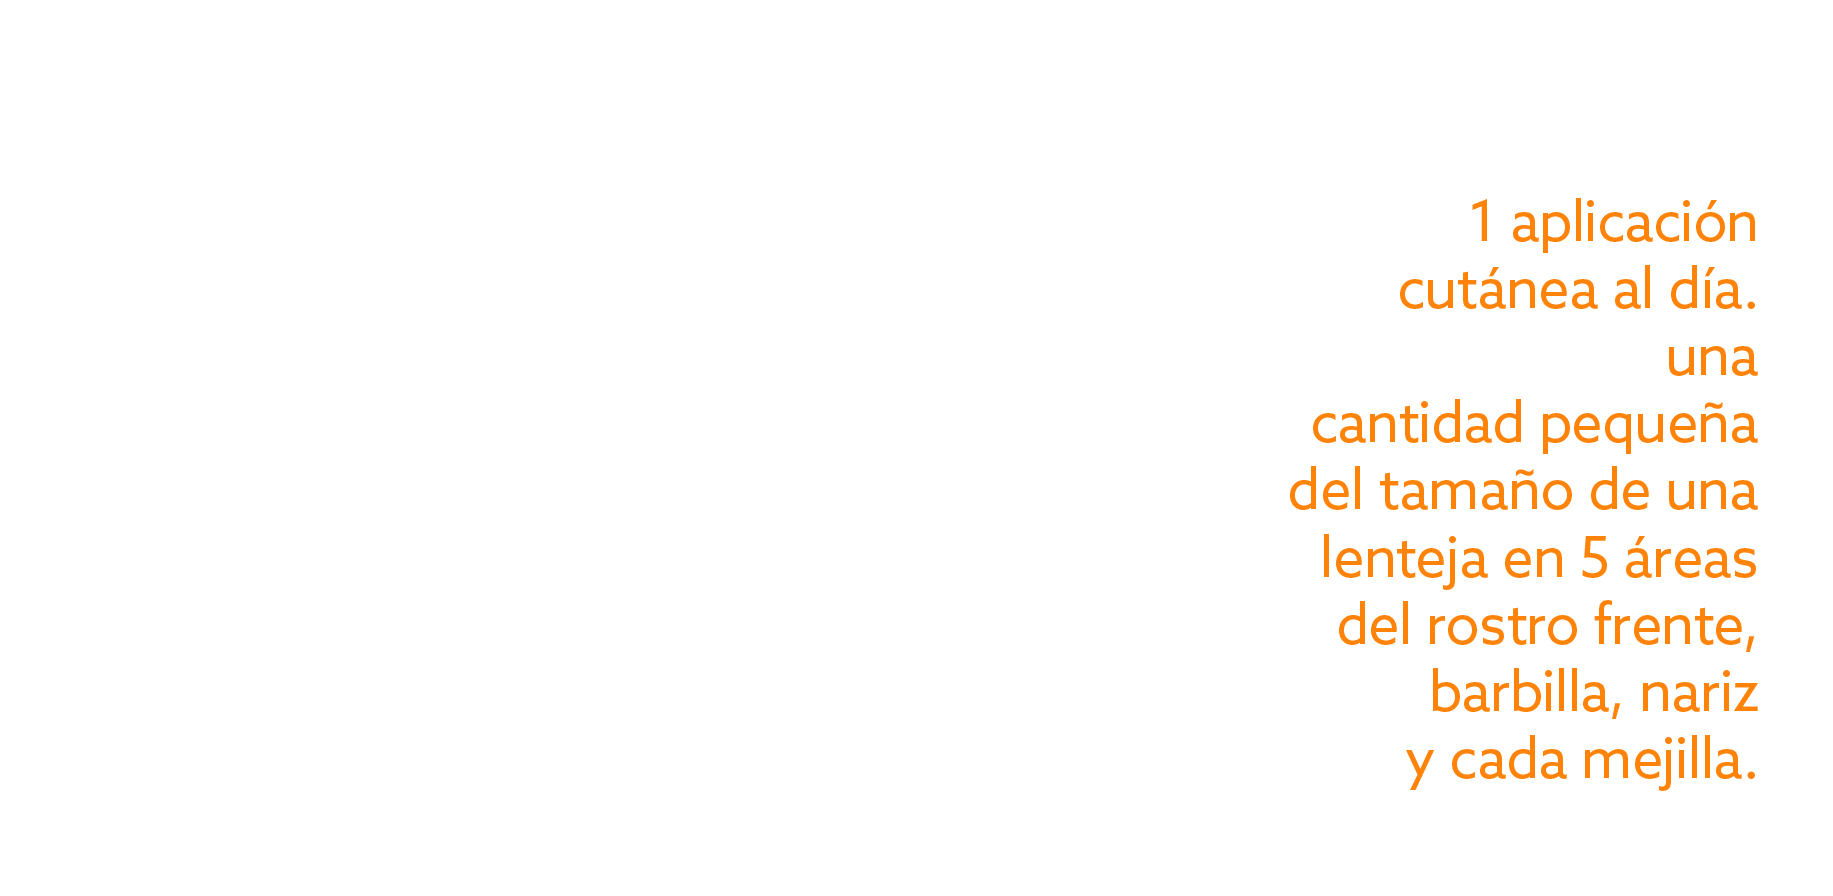 1 aplicación
cutánea al día.
una
cantidad pequeña
del tamaño de una
lenteja en 5 áreas
del rostro frente,
barbilla, nariz
y cada mejilla.